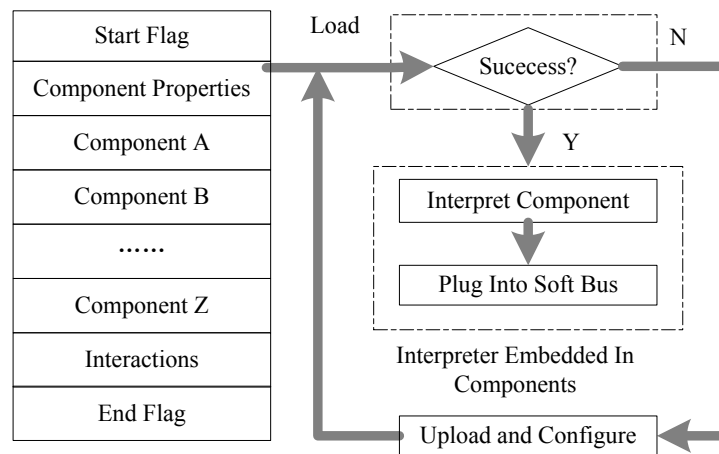 Start Flag
Component Properties
Component A
Component B
……
Component Z
Interactions
End Flag
Load
Sucecess?
N
Y
Interpret Component
Plug Into Soft Bus
Interpreter Embedded In
Components
Upload and Configure